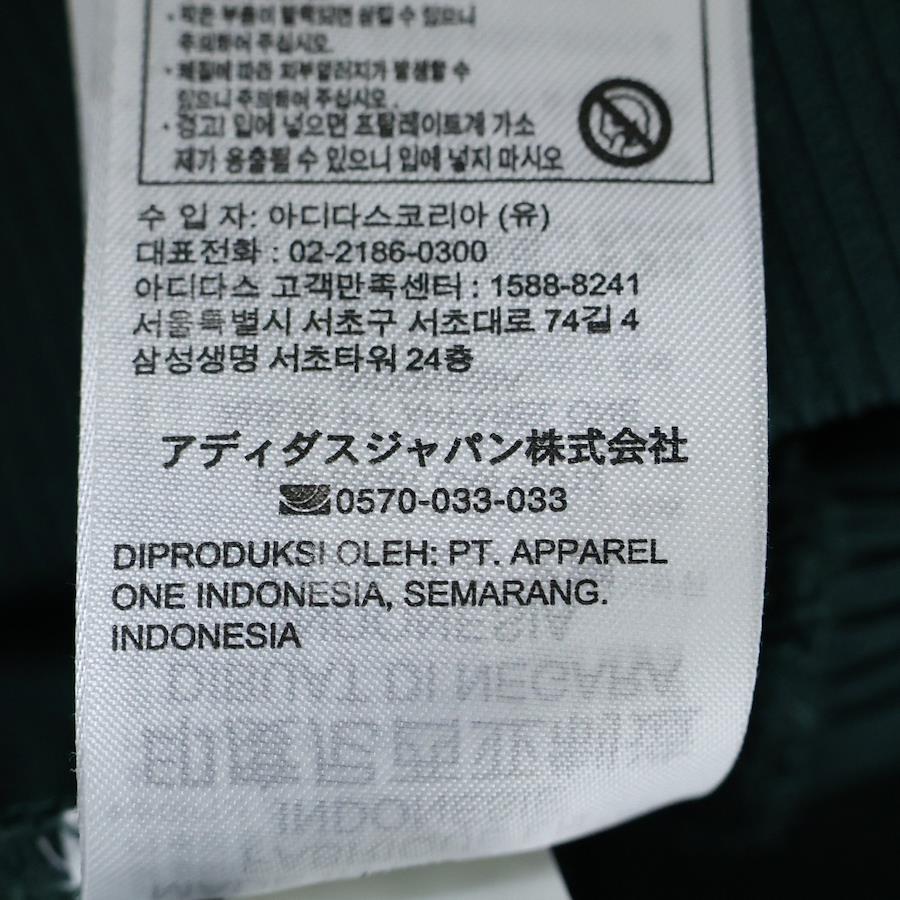 · 작은 부품이 탈락되면 삼킬 수 있으니
주의하여 주십시오.
· 체질에 따라 피부알러지가 발생할 수
있으니 주의하여 주십시오.
· 경고! 입에 넣으면 프탈레이트계 가소
제가 용출될 수 있으니 입에 넣지 마시오
수 입 자: 아디다스코리아 (유)
대표전화 : 02-2186-0300
아디다스 고객만족센터 : 1588-8241
서울특별시 서초구 서초대로 74길 4
삼성생명 서초타워 24층
アディダスジャパン株式会社
0570-033-033
DIPRODUKSI OLEH: PT. APPAREL
ONE INDONESIA, SEMARANG.
INDONESIA
DIBUAT DI NEGARA